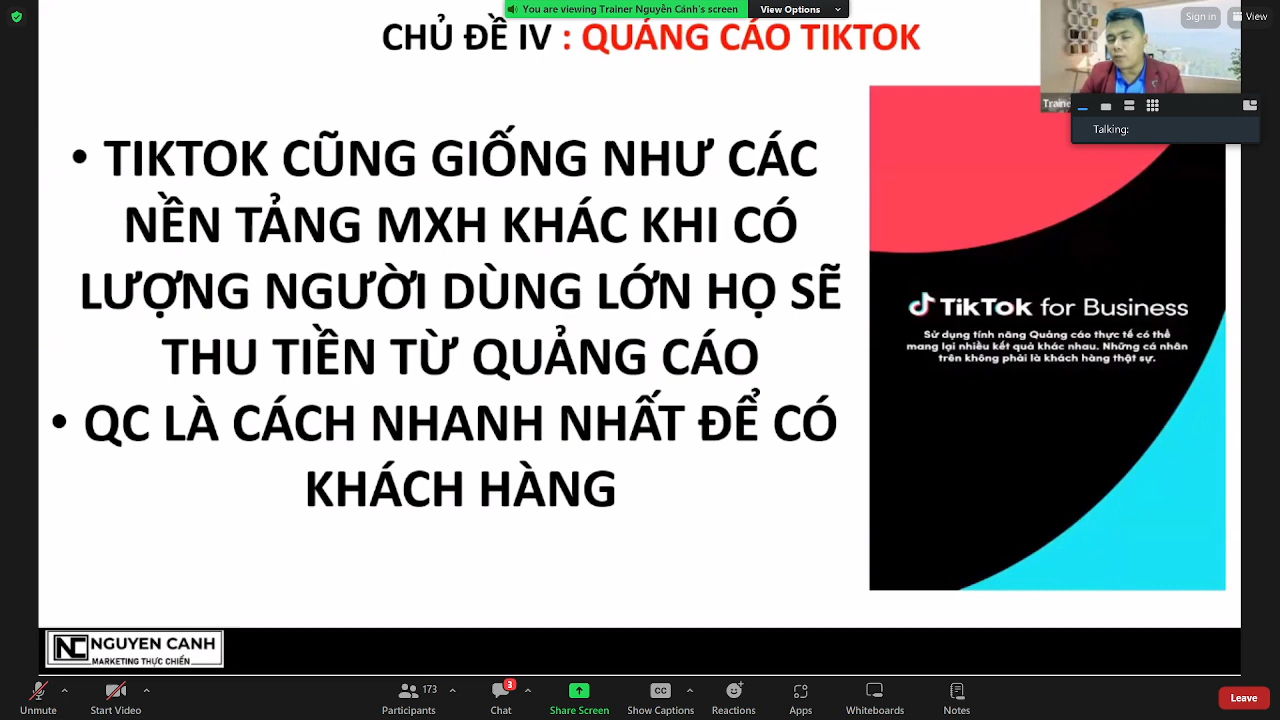 You are viewing Trainer Nguyễn Cảnh's screen
View Options
Sign in
View
CHỦ ĐỀ IV : QUẢNG CÁO TIKTOK
Talking:
• TIKTOK CŨNG GIỐNG NHƯ CÁC
NỀN TẢNG MXH KHÁC KHI CÓ
LƯỢNG NGƯỜI DÙNG LỚN HỌ SẼ
THU TIỀN TỪ QUẢNG CÁO
• QC LÀ CÁCH NHANH NHẤT ĐỂ CÓ
KHÁCH HÀNG
TikTok for Business
Sử dụng tính năng Quảng cáo thực tế có thể
mang lại nhiều kết quả khác nhau. Những cá nhân
trên không phải là khách hàng thật sự.
NC NGUYEN CANH
MARKETING THỰC CHIẾN
Unmute
Start Video
173
Participants
3
Chat
Share Screen
CC
Show Captions
Reactions
Apps
Whiteboards
Notes
Leave